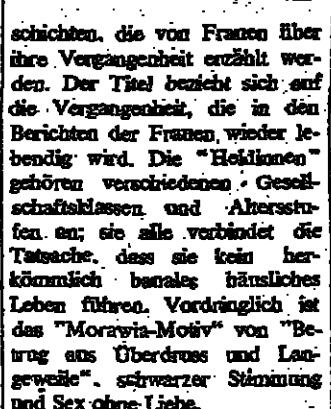 schichten, die von Frauen über
ihre Vergangenheit erzählt wer-
den. Der Titel bezieht sich auf
die Vergangenheit, die in den
Berichten der Frauen wieder le-
bendig wird. Die "Heldinnen"
gehören verschiedenen Gesell-
schaftsklassen und Altersstu-
fen an; sie alle verbindet die
Tatsache, dass sie kein her-
kömmlich banales häusliches
Leben führen. Vordringlich ist
das "Morawia-Motiv" von "Be-
trug aus Überdruss und Lan-
geweile", schwarzer Stimmung
und Sex ohne Liebe.